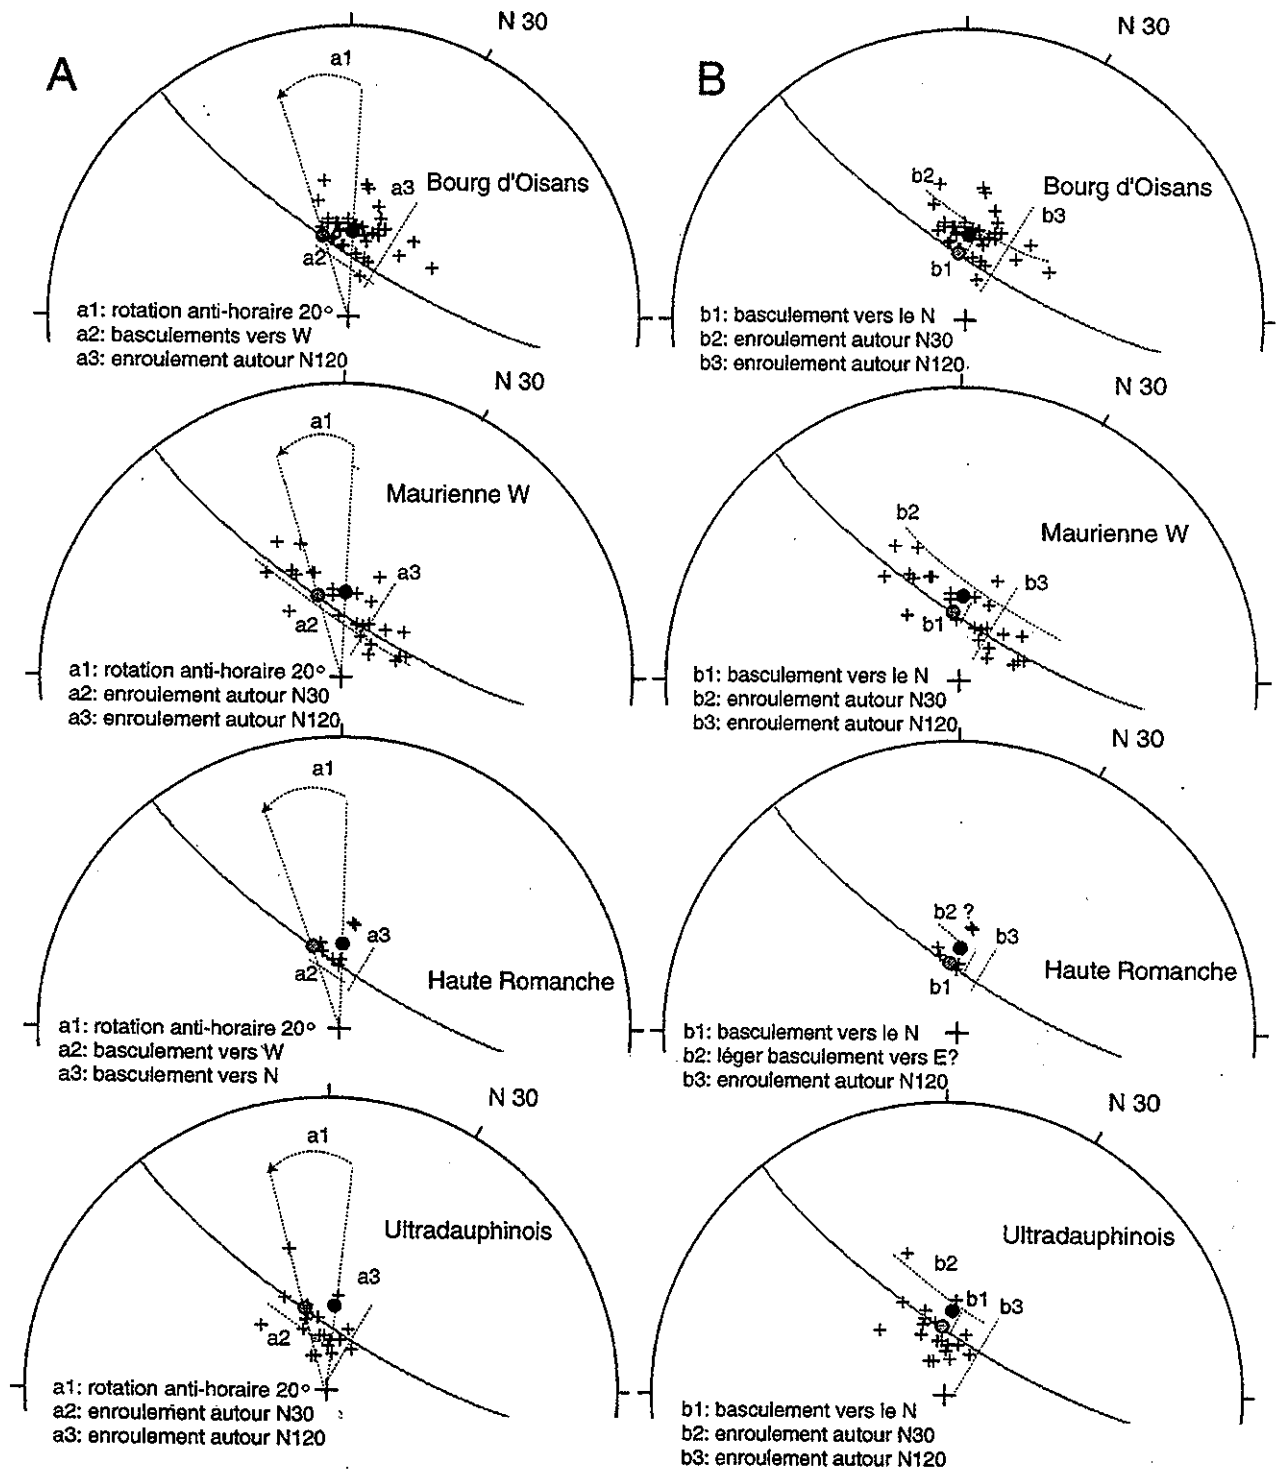 A
N 30
a1
a3
Bourg d'Oisans
a2
a1: rotation anti-horaire 20°
a2: basculements vers W
a3: enroulement autour N120
B
N 30
b2
Bourg d'Oisans
b3
b1
b1: basculement vers le N
b2: enroulement autour N30
b3: enroulement autour N120
N 30
a1
Maurienne W
a3
a2
a1: rotation anti-horaire 20°
a2: enroulement autour N30
a3: enroulement autour N120
N 30
b2
Maurienne W
b3
b1
b1: basculement vers le N
b2: enroulement autour N30
b3: enroulement autour N120
a1
a3
a2
Haute Romanche
a1: rotation anti-horaire 20°
a2: basculement vers W
a3: basculement vers N
N 30
b2 ?
b3
Haute Romanche
b1
b1: basculement vers le N
b2: léger basculement vers E?
b3: enroulement autour N120
N 30
a1
Ultradauphinois
a3
a2
a1: rotation anti-horaire 20°
a2: enroulement autour N30
a3: enroulement autour N120
N 30
Ultradauphinois
b2
b1
b3
b1: basculement vers le N
b2: enroulement autour N30
b3: enroulement autour N120